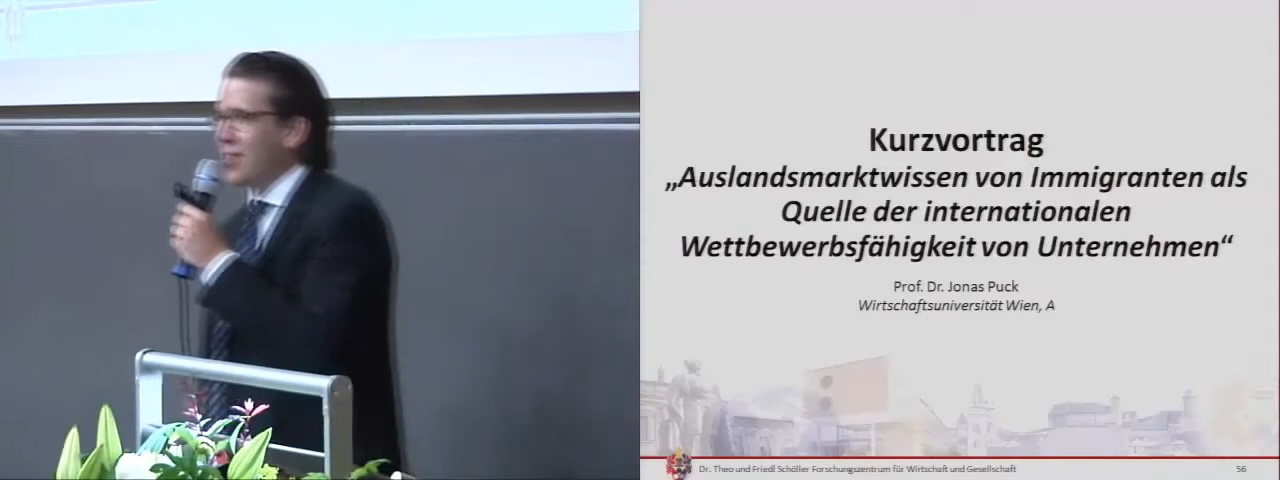 Kurzvortrag
„Auslandsmarktwissen von Immigranten als
Quelle der internationalen
Wettbewerbsfähigkeit von Unternehmen“
Prof. Dr. Jonas Puck
Wirtschaftsuniversität Wien, A
Dr. Theo und Friedl Schöller Forschungszentrum für Wirtschaft und Gesellschaft
56